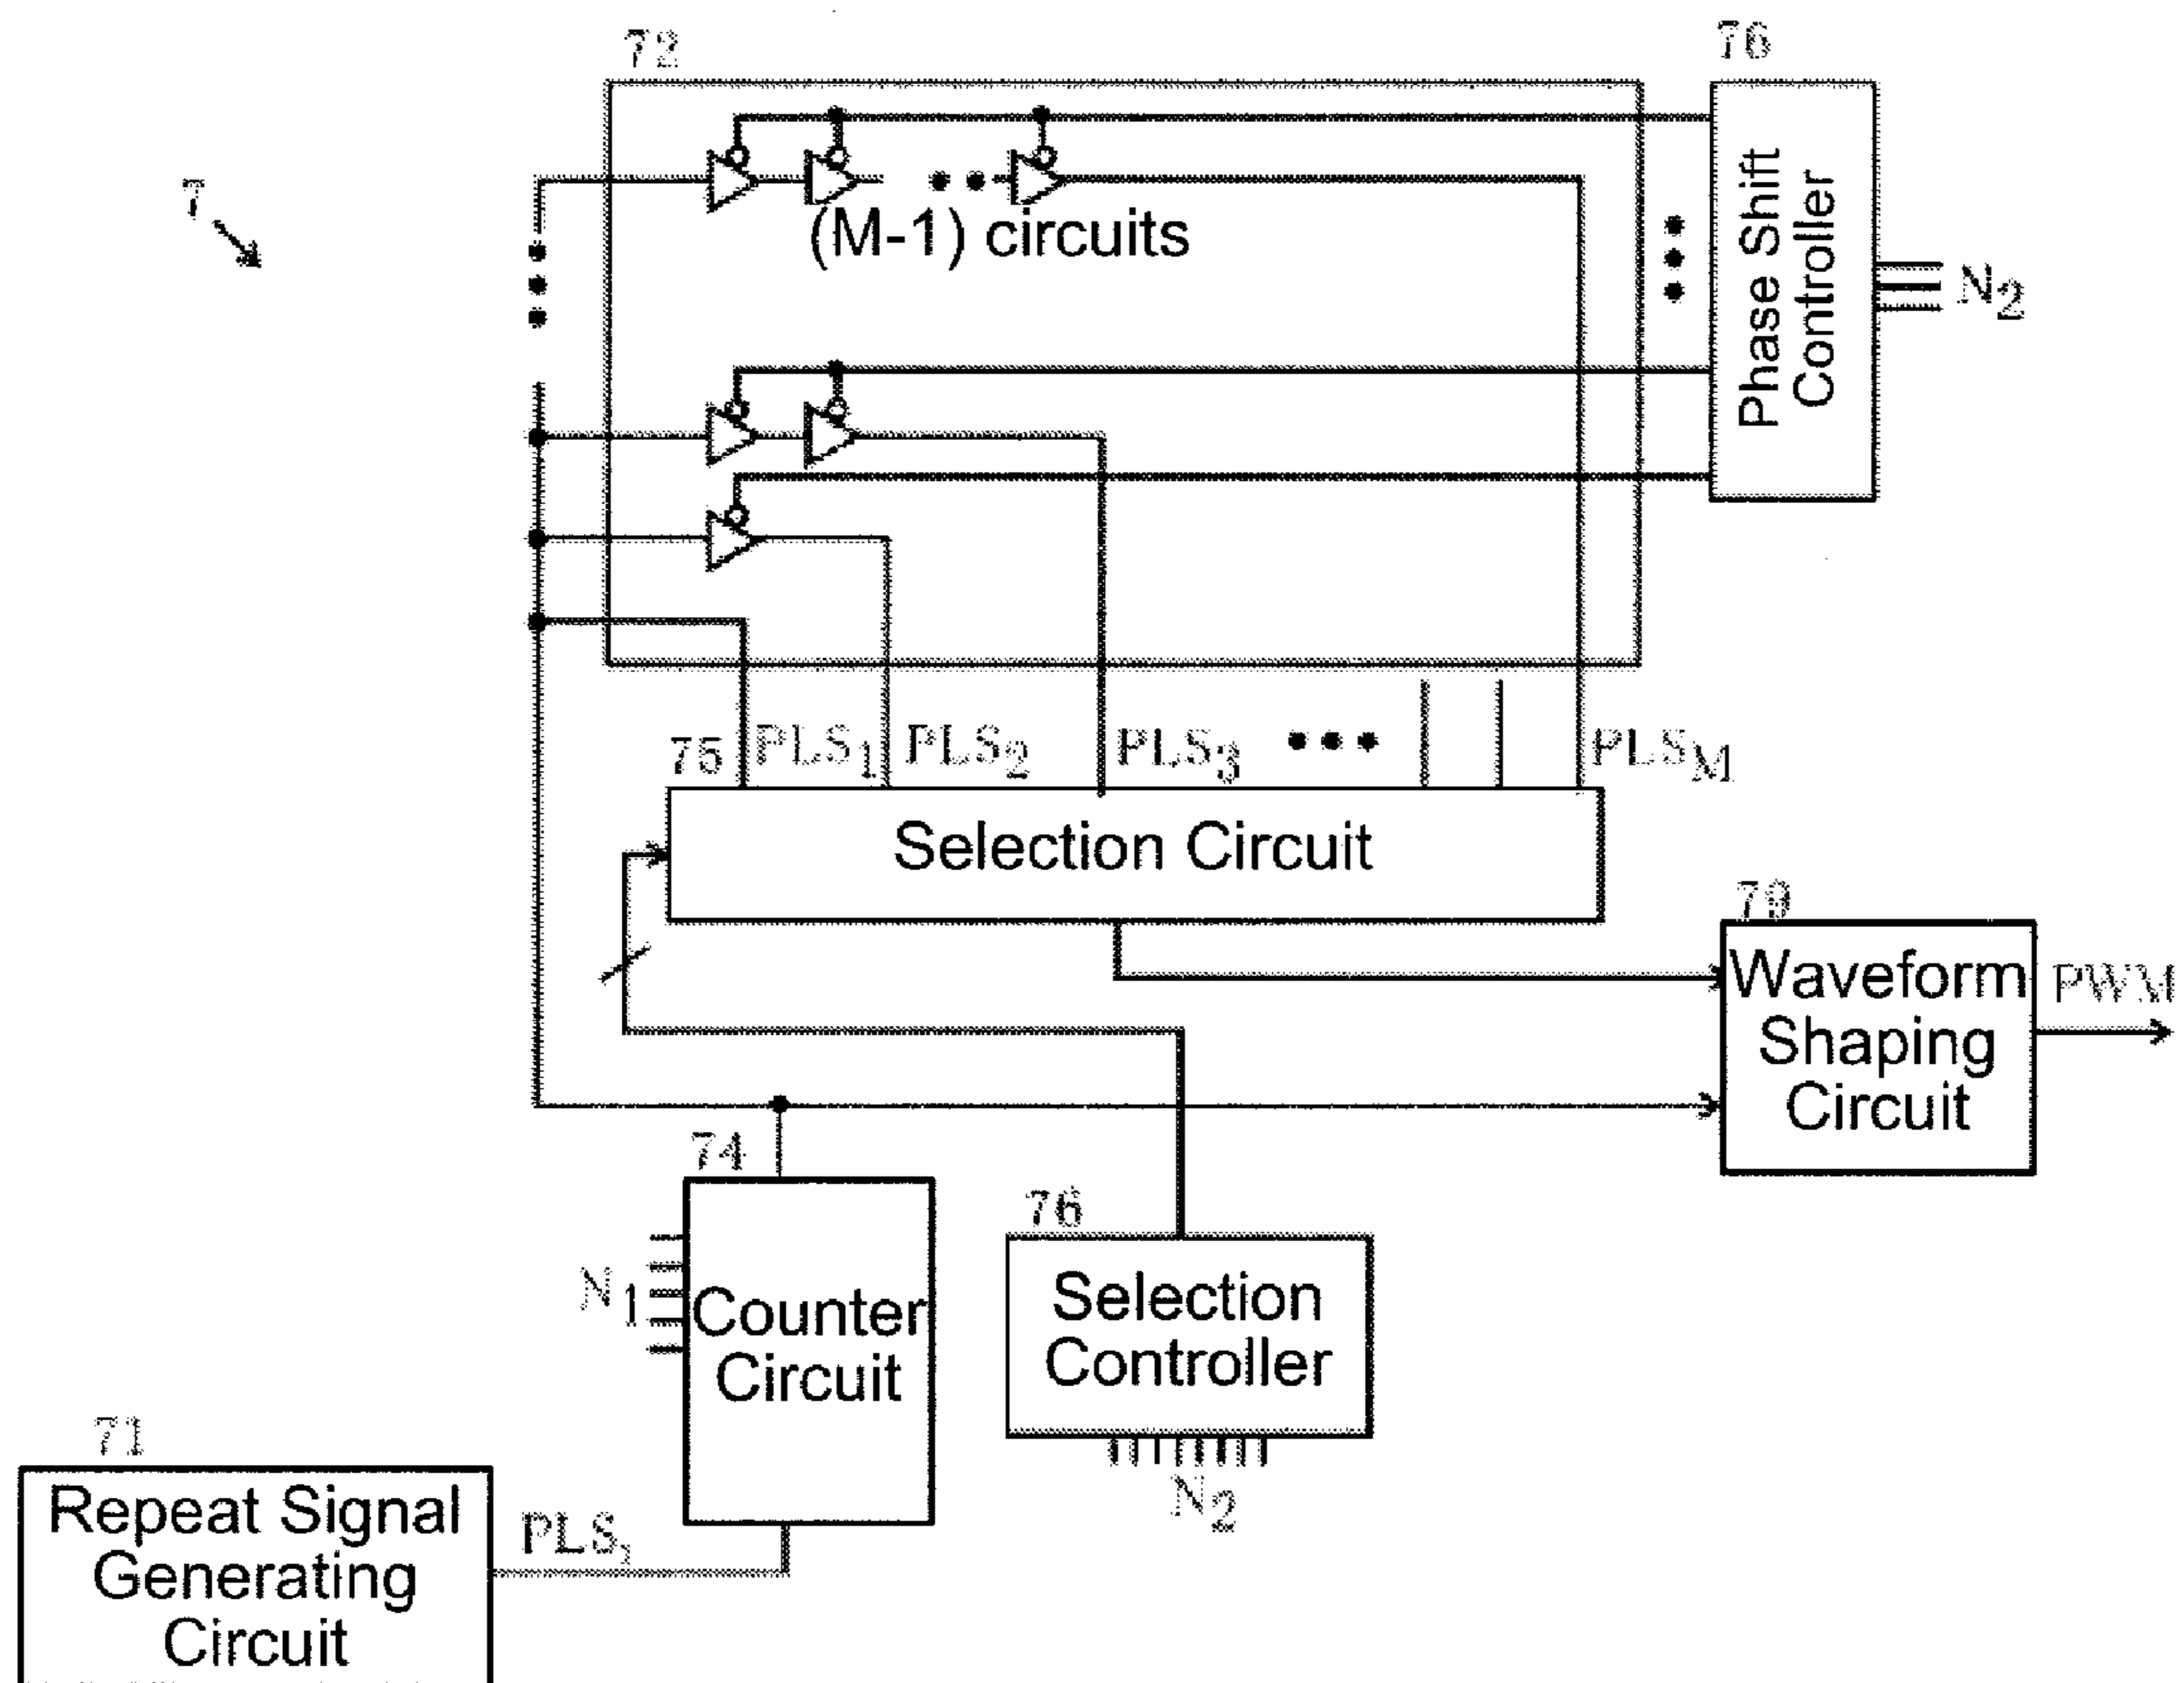 72
76
7
(M-1) circuits
Phase Shift
Controller
N2
75
PLS1
PLS2
PLS3
PLSM
Selection Circuit
79
Waveform
Shaping
Circuit
PWM
74
N1
Counter
Circuit
76
Selection
Controller
N2
71
Repeat Signal
Generating
Circuit
PLS